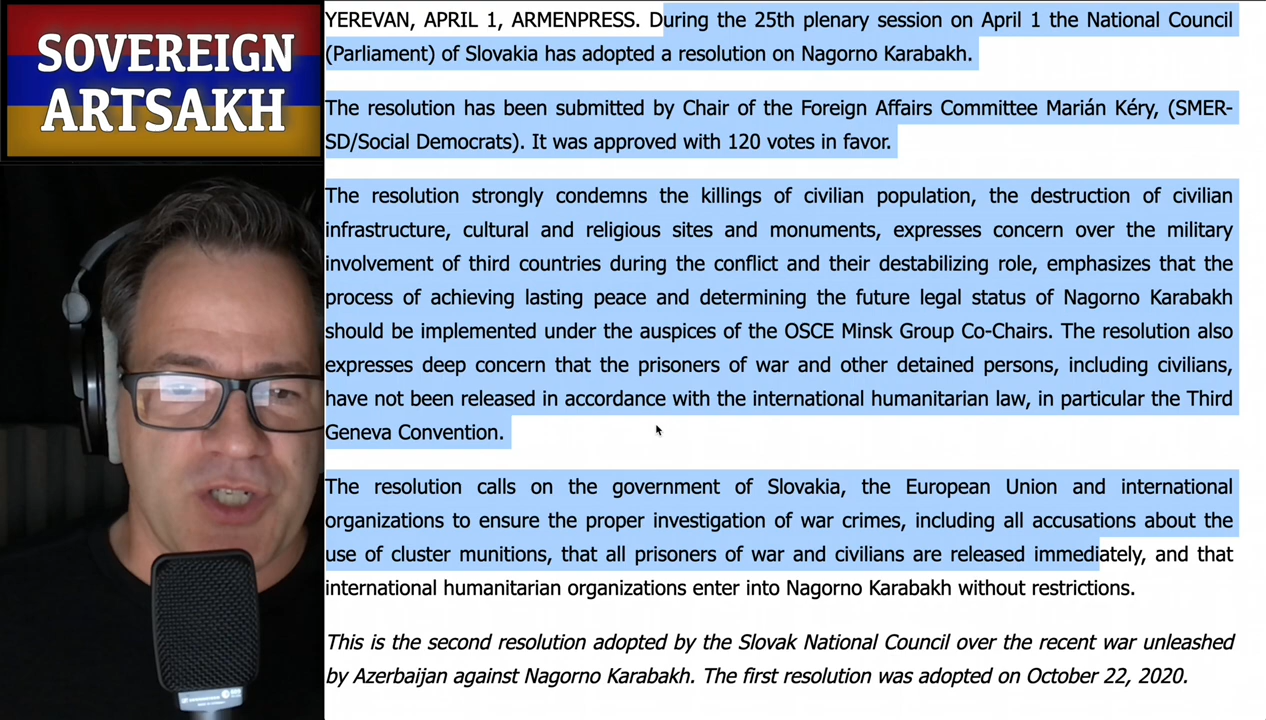 SOVEREIGN
ARTSAKH
YEREVAN, APRIL 1, ARMENPRESS. During the 25th plenary session on April 1 the National Council
(Parliament) of Slovakia has adopted a resolution on Nagorno Karabakh.
The resolution has been submitted by Chair of the Foreign Affairs Committee Marián Kéry, (SMER-
SD/Social Democrats). It was approved with 120 votes in favor.
The resolution strongly condemns the killings of civilian population, the destruction of civilian
infrastructure, cultural and religious sites and monuments, expresses concern over the military
involvement of third countries during the conflict and their destabilizing role, emphasizes that the
process of achieving lasting peace and determining the future legal status of Nagorno Karabakh
should be implemented under the auspices of the OSCE Minsk Group Co-Chairs. The resolution also
expresses deep concern that the prisoners of war and other detained persons, including civilians,
have not been released in accordance with the international humanitarian law, in particular the Third
Geneva Convention.
The resolution calls on the government of Slovakia, the European Union and international
organizations to ensure the proper investigation of war crimes, including all accusations about the
use of cluster munitions, that all prisoners of war and civilians are released immediately, and that
international humanitarian organizations enter into Nagorno Karabakh without restrictions.
This is the second resolution adopted by the Slovak National Council over the recent war unleashed
by Azerbaijan against Nagorno Karabakh. The first resolution was adopted on October 22, 2020.